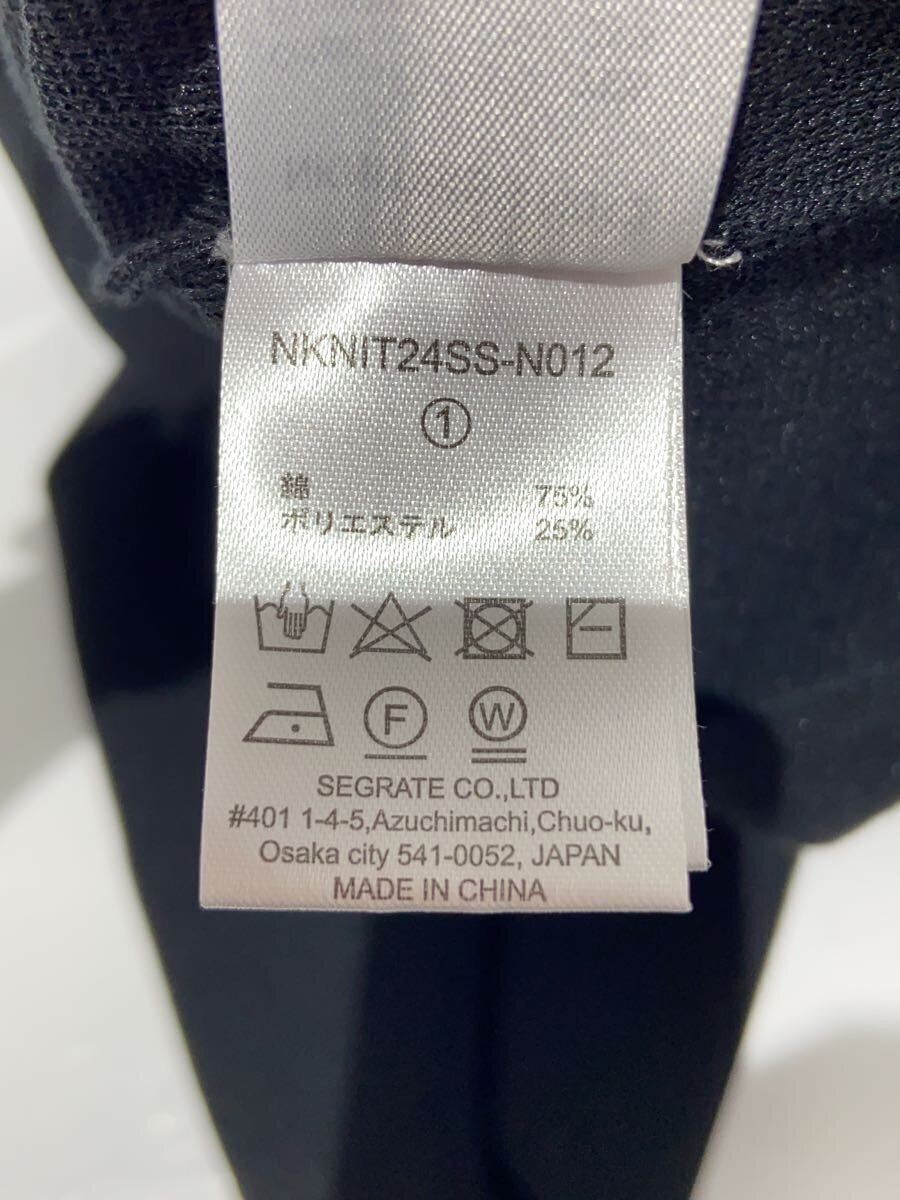 NKNIT24SS-N012
①
綿 75%
ポリエステル 25%
F W
SEGRATE CO.,LTD
#401 1-4-5,Azuchimachi,Chuo-ku,
Osaka city 541-0052, JAPAN
MADE IN CHINA